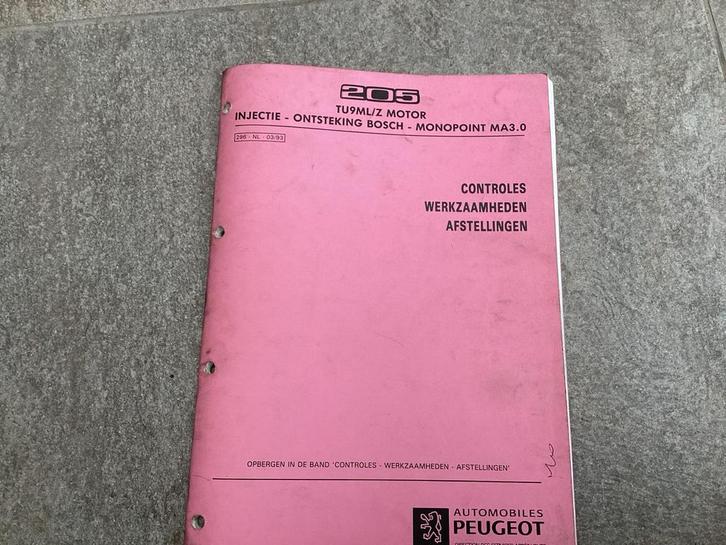 205
TU9ML/Z MOTOR
INJECTIE - ONTSTEKING BOSCH - MONOPOINT MA3.0
296 - NL - 03/93
CONTROLES
WERKZAAMHEDEN
AFSTELLINGEN
OPBERGEN IN DE BAND 'CONTROLES - WERKZAAMHEDEN - AFSTELLINGEN'
AUTOMOBILES
PEUGEOT